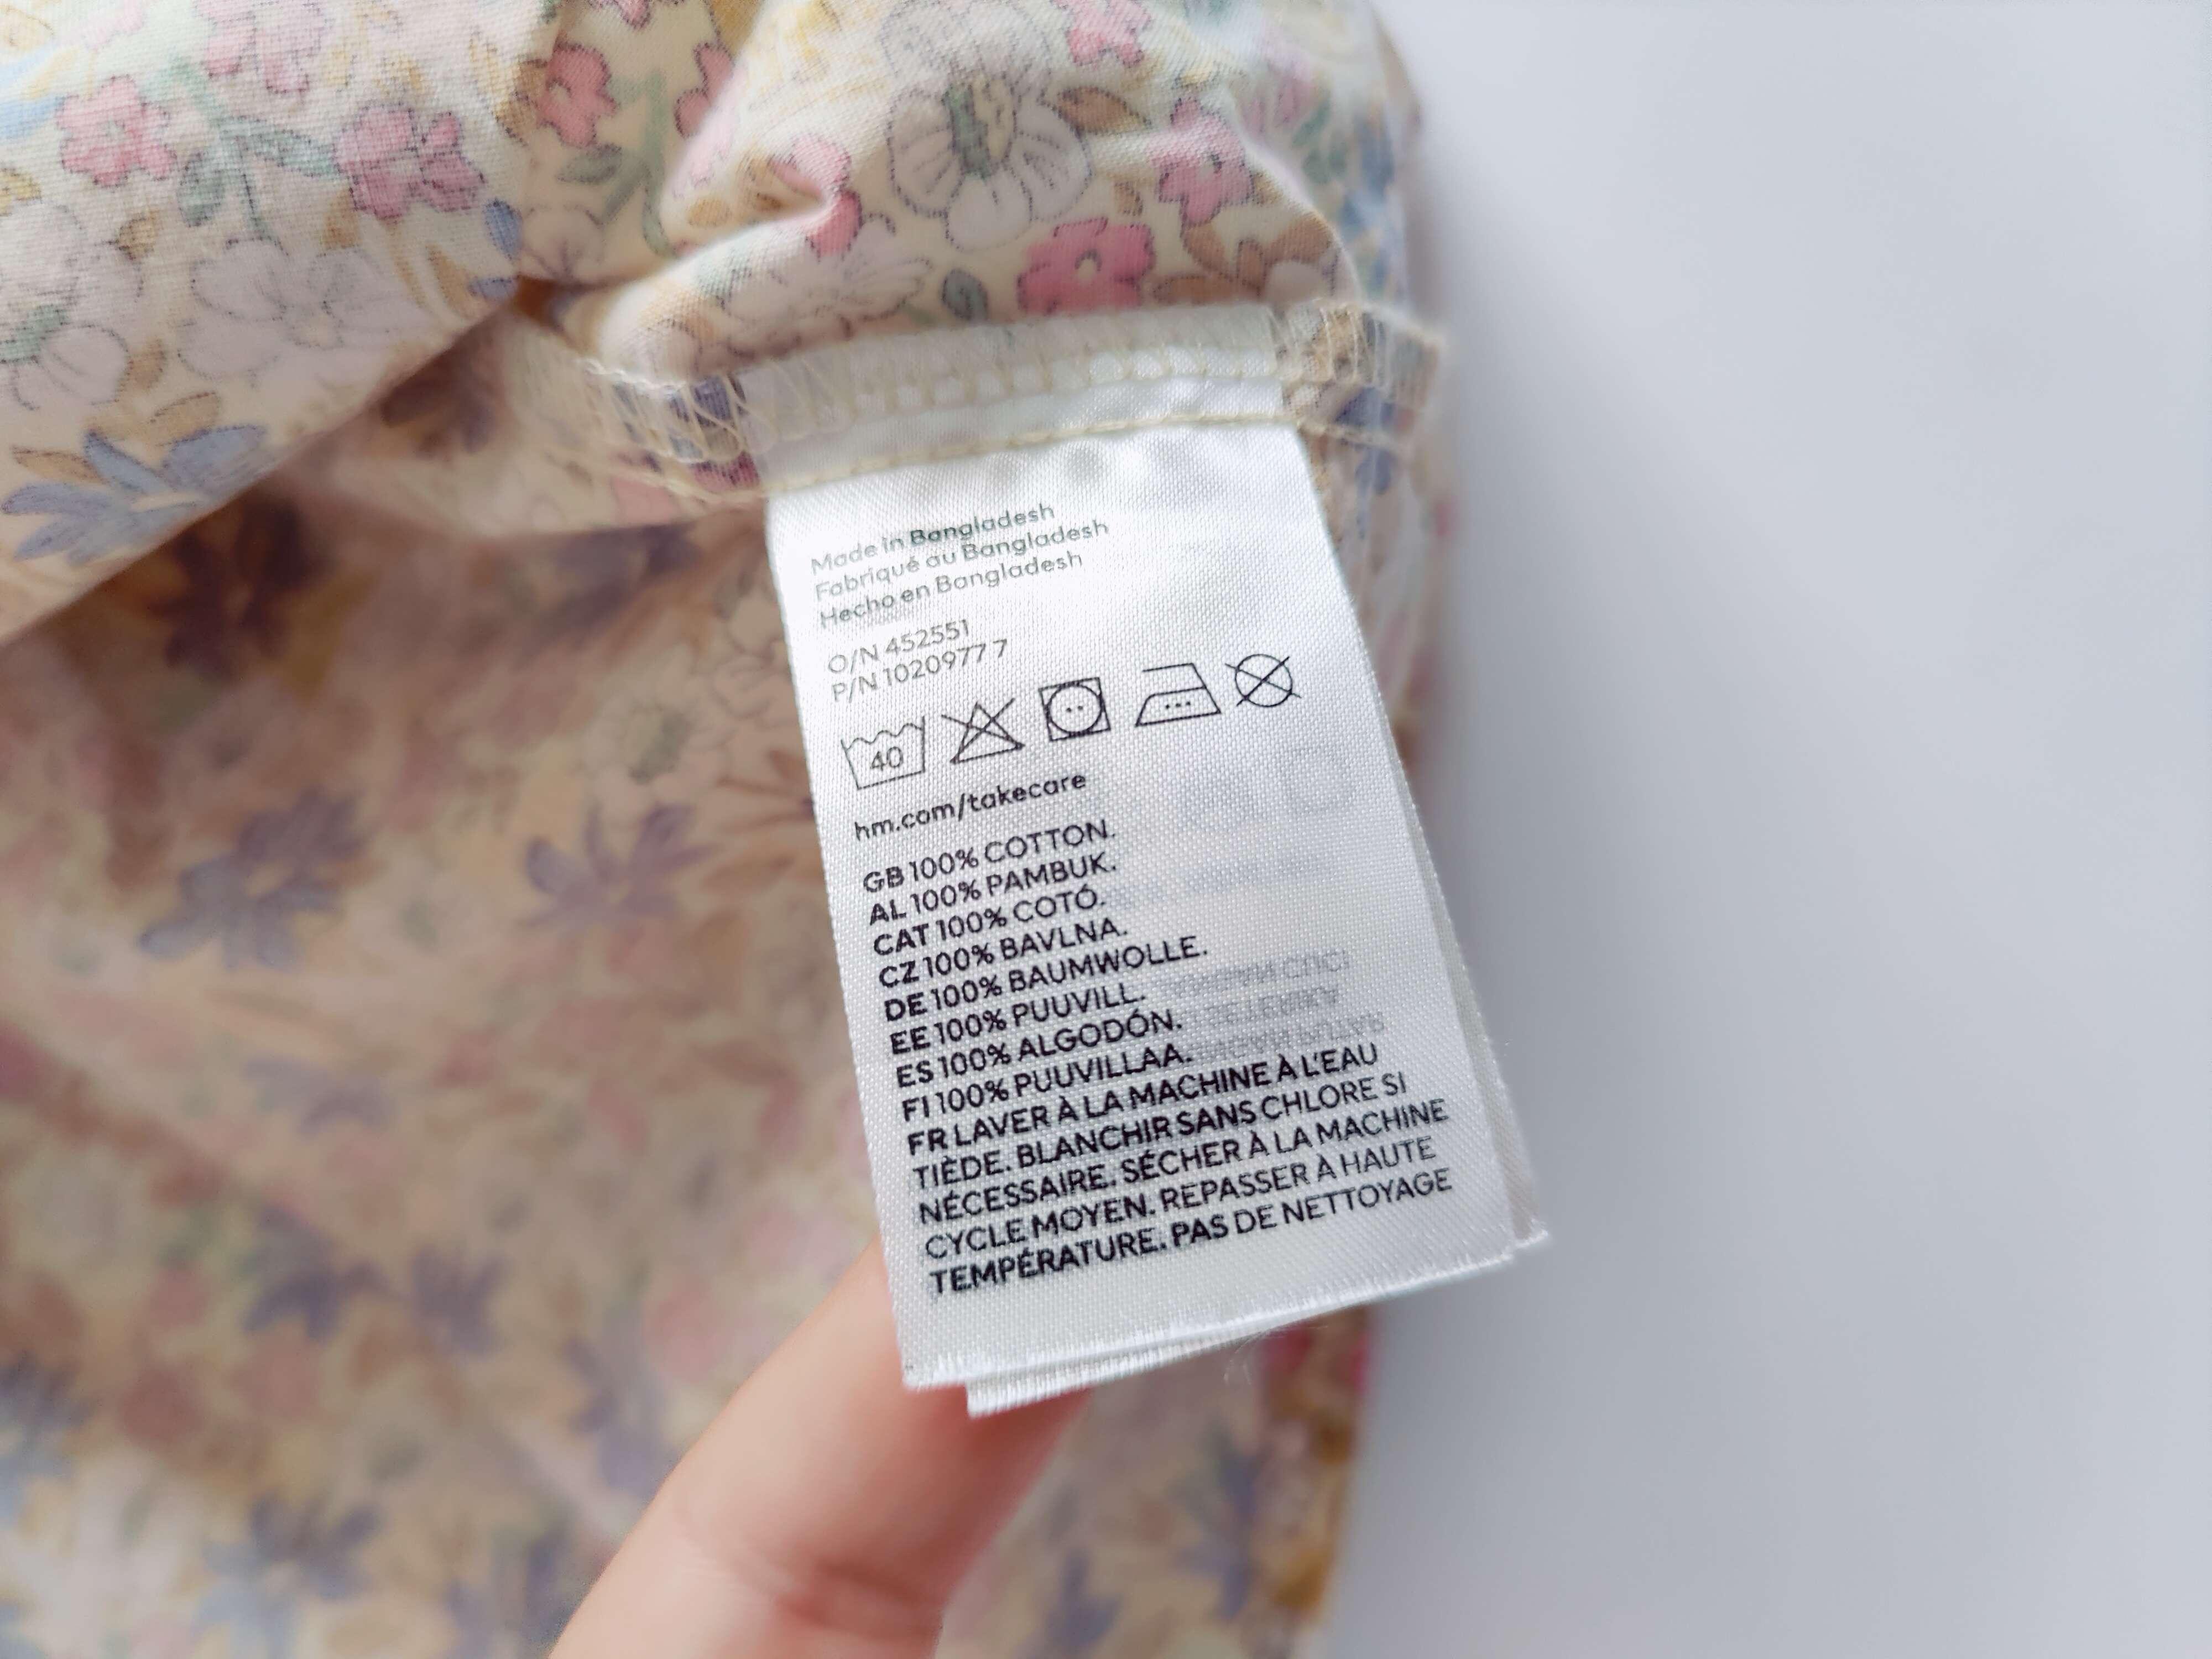 Made in Bangladesh
Fabriqué au Bangladesh
Hecho en Bangladesh
O/N 452551
P/N 1020977 7
40
hm.com/takecare
GB 100% COTTON.
AL 100% PAMBUK.
CAT 100% COTÓ.
CZ 100% BAVLNA.
DE 100% BAUMWOLLE.
EE 100% PUUVILL.
ES 100% ALGODÓN.
FI 100% PUUVILLAA.
FR LAVER À LA MACHINE À L'EAU
TIÈDE. BLANCHIR SANS CHLORE SI
NÉCESSAIRE. SÉCHER À LA MACHINE
CYCLE MOYEN. REPASSER À HAUTE
TEMPÉRATURE. PAS DE NETTOYAGE